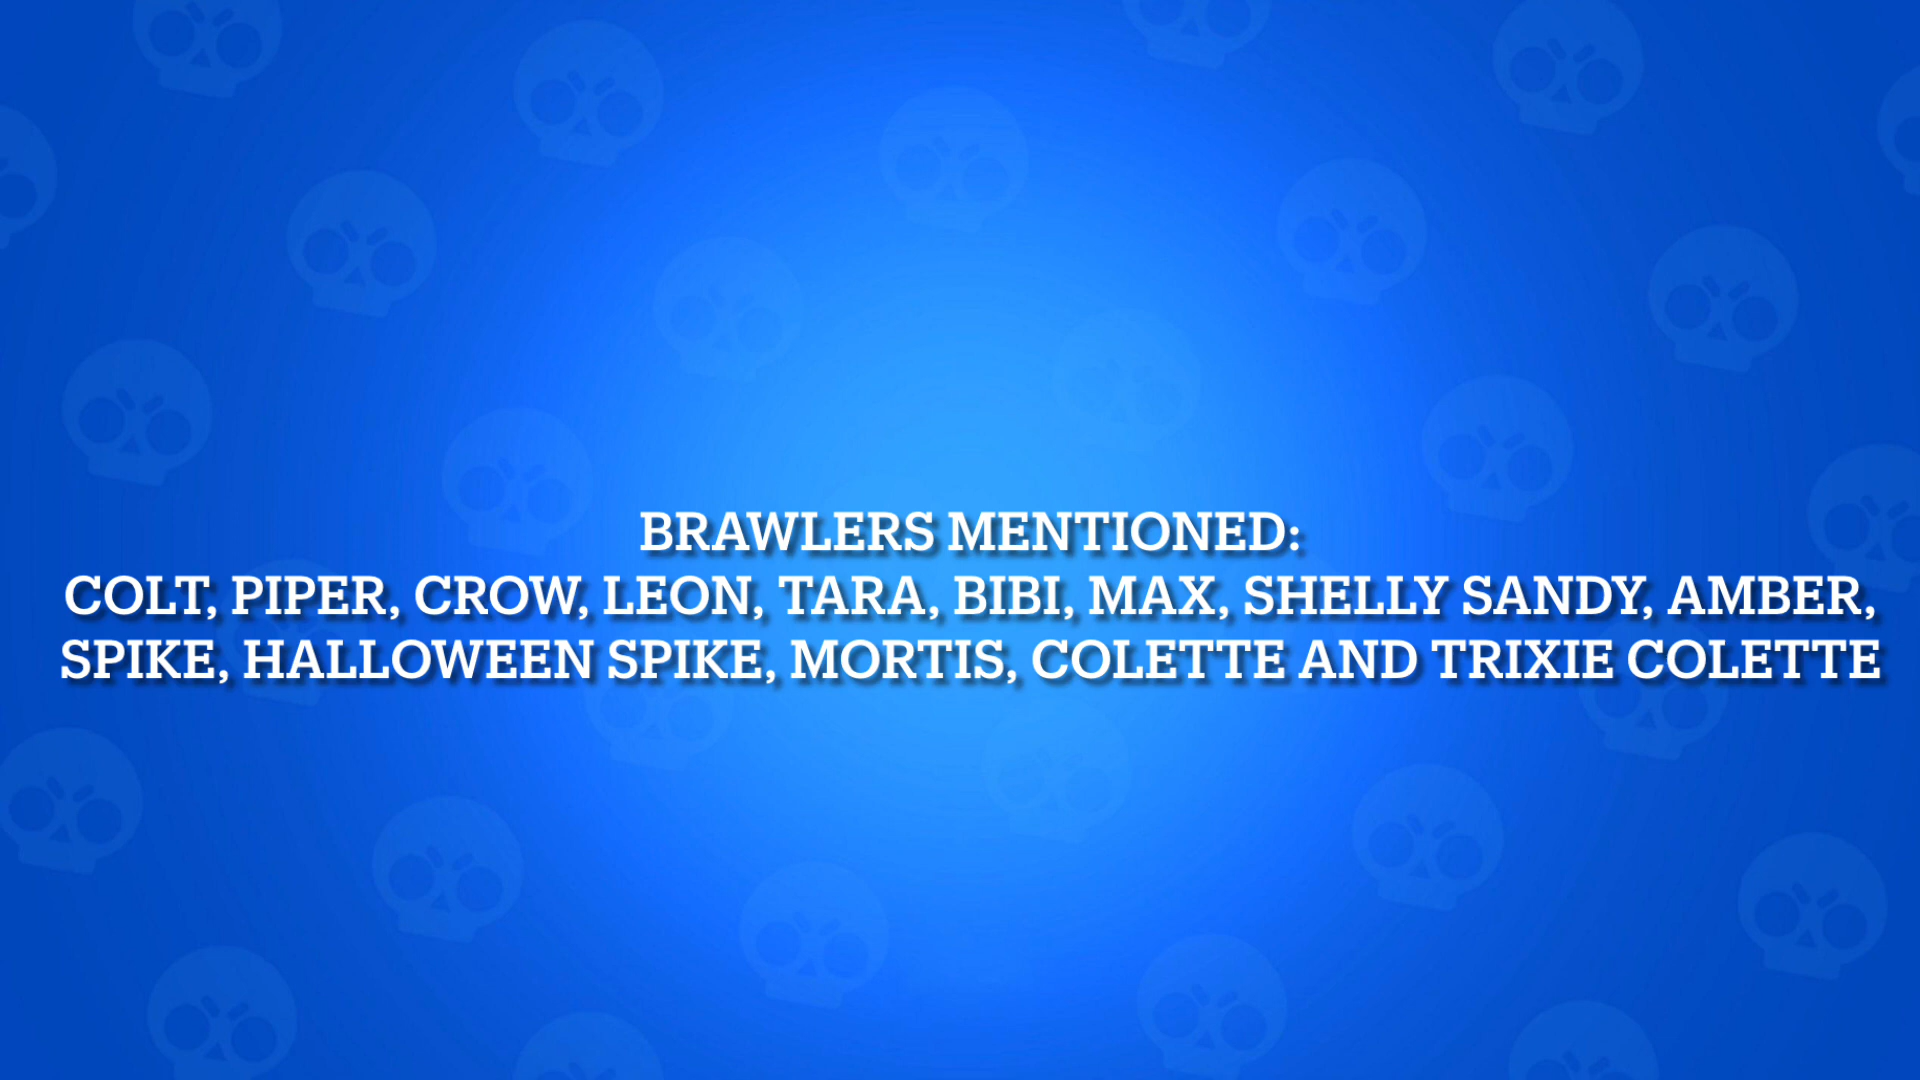 BRAWLERS MENTIONED:
COLT, PIPER, CROW, LEON, TARA, BIBI, MAX, SHELLY SANDY, AMBER,
SPIKE, HALLOWEEN SPIKE, MORTIS, COLETTE AND TRIXIE COLETTE